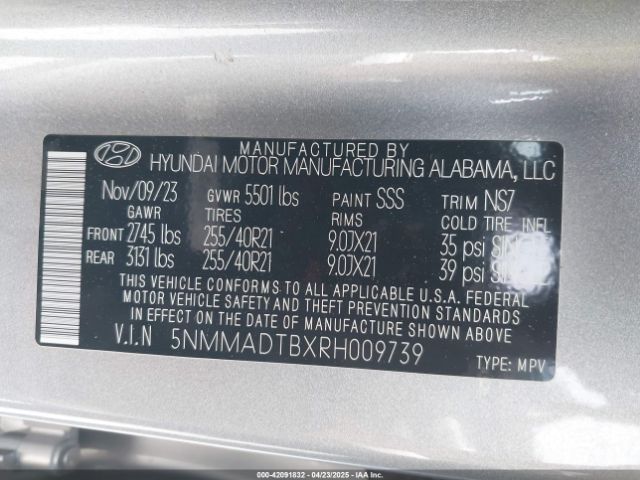 MANUFACTURED BY
HYUNDAI MOTOR MANUFACTURING ALABAMA, LLC
Nov/09/23 GVWR 5501 lbs PAINT SSS TRIM NS7
GAWR TIRES RIMS COLD TIRE INFL
FRONT 2745 lbs 255/40R21 9.0JX21 35 psi
REAR 3131 lbs 255/40R21 9.0JX21 39 psi
THIS VEHICLE CONFORMS TO ALL APPLICABLE U.S.A. FEDERAL
MOTOR VEHICLE SAFETY AND THEFT PREVENTION STANDARDS
IN EFFECT ON THE DATE OF MANUFACTURE SHOWN ABOVE
V.I.N 5NMMADTBXRH009739 TYPE: MPV
000-42091832 - 04/23/2025 - IAAI.COM.